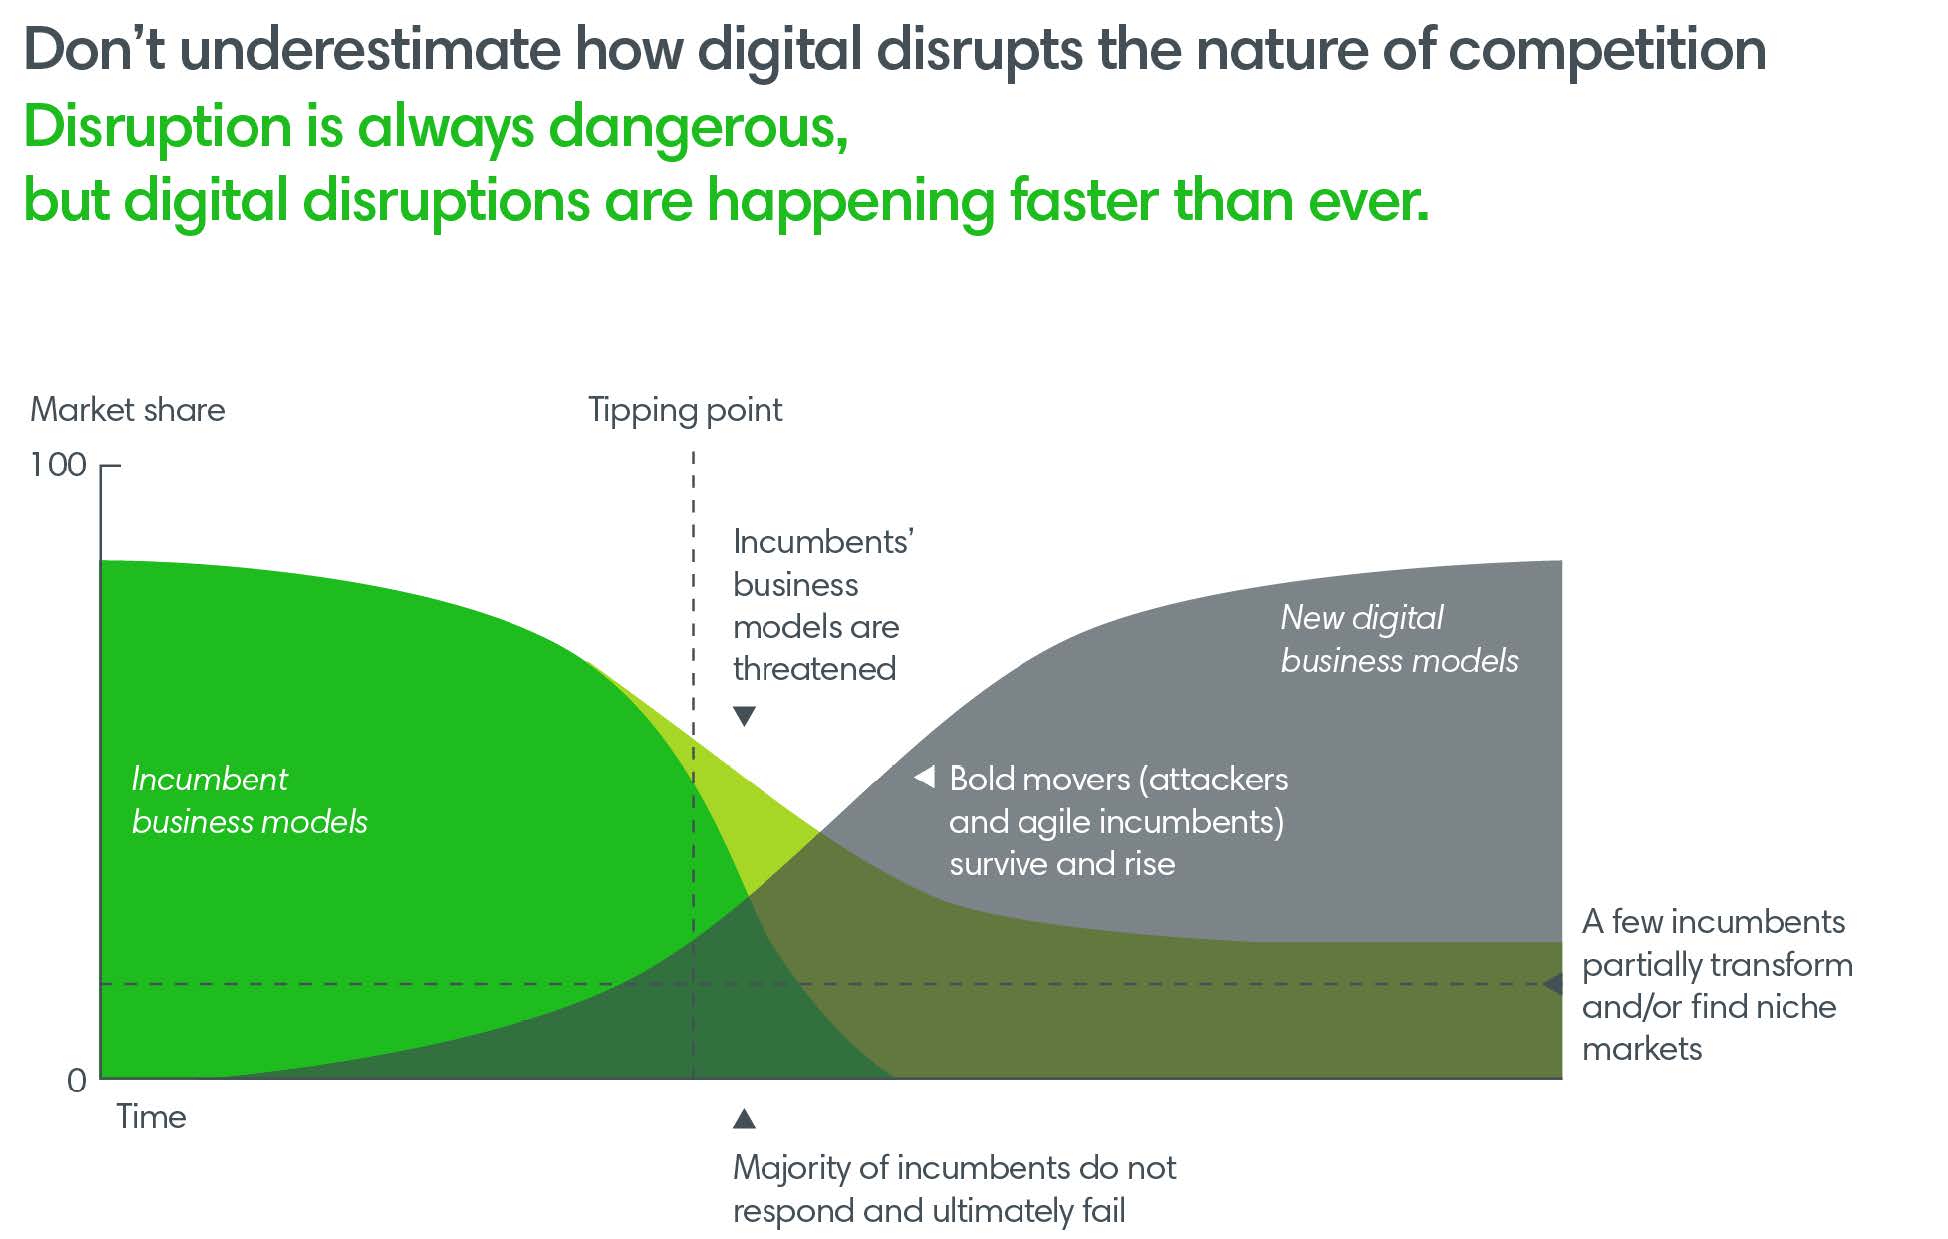 Don’t underestimate how digital disrupts the nature of competition
Disruption is always dangerous,
but digital disruptions are happening faster than ever.
Market share
Tipping point
100
Incumbents’
business
models are
threatened
New digital
business models
Incumbent
business models
Bold movers (attackers
and agile incumbents)
survive and rise
A few incumbents
partially transform
and/or find niche
markets
0
Time
Majority of incumbents do not
respond and ultimately fail